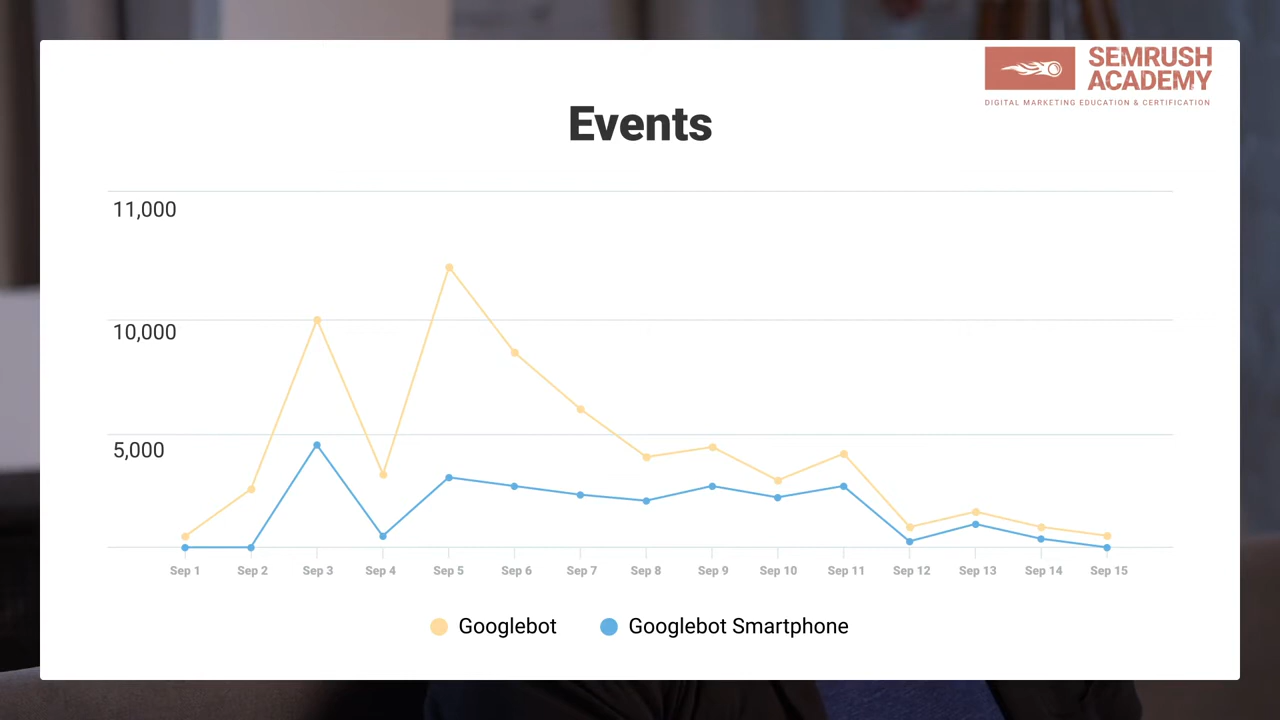 SEMRUSH
ACADEMY
DIGITAL MARKETING EDUCATION & CERTIFICATION
Events
11,000
10,000
5,000
Sep 1 Sep 2 Sep 3 Sep 4 Sep 5 Sep 6 Sep 7 Sep 8 Sep 9 Sep 10 Sep 11 Sep 12 Sep 13 Sep 14 Sep 15
Googlebot Googlebot Smartphone